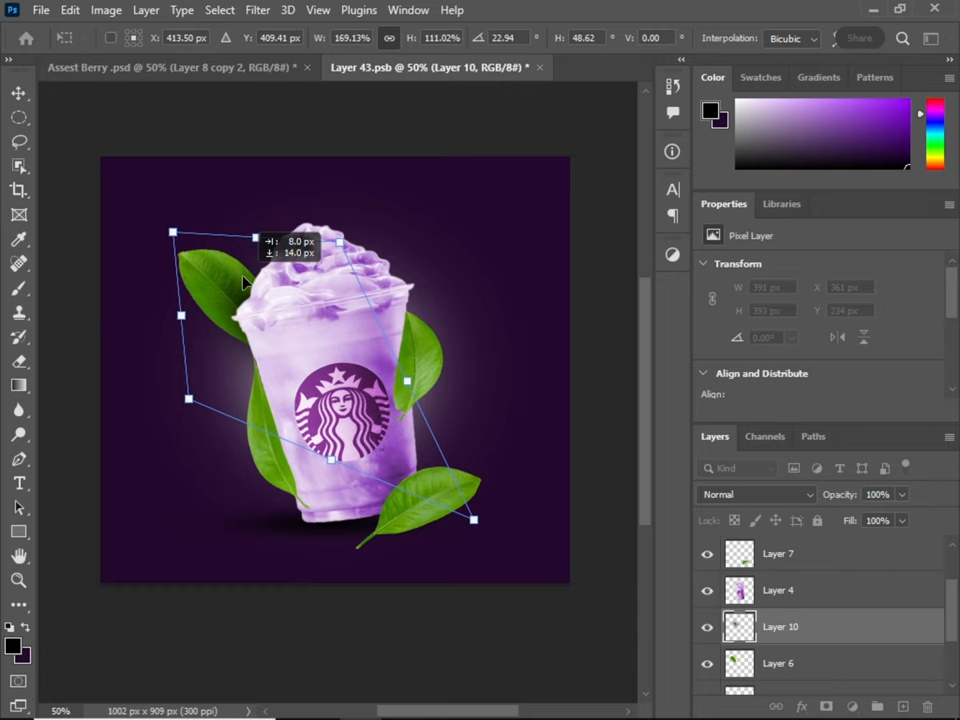 Ps File Edit Image Layer Type Select Filter 3D View Plugins Window Help
X: 413.50 px Y: 409.41 px W: 169.13% H: 111.02% 22.94 ° H: 48.62 ° V: 0.00 ° Interpolation: Bicubic Share
Assest Berry .psd @ 50% (Layer 8 copy 2, RGB/8#) * × Layer 43.psb @ 50% (Layer 10, RGB/8#) * ×
Color Swatches Gradients Patterns
Properties Libraries
Pixel Layer
8.0 px
14.0 px
Transform
W 391 px X 361 px
H 393 px Y 234 px
0.00°
Align and Distribute
Align:
Layers Channels Paths
Kind
Normal Opacity: 100%
Lock: Fill: 100%
Layer 7
Layer 4
Layer 10
Layer 6
50% 1002 px x 909 px (300 ppi)